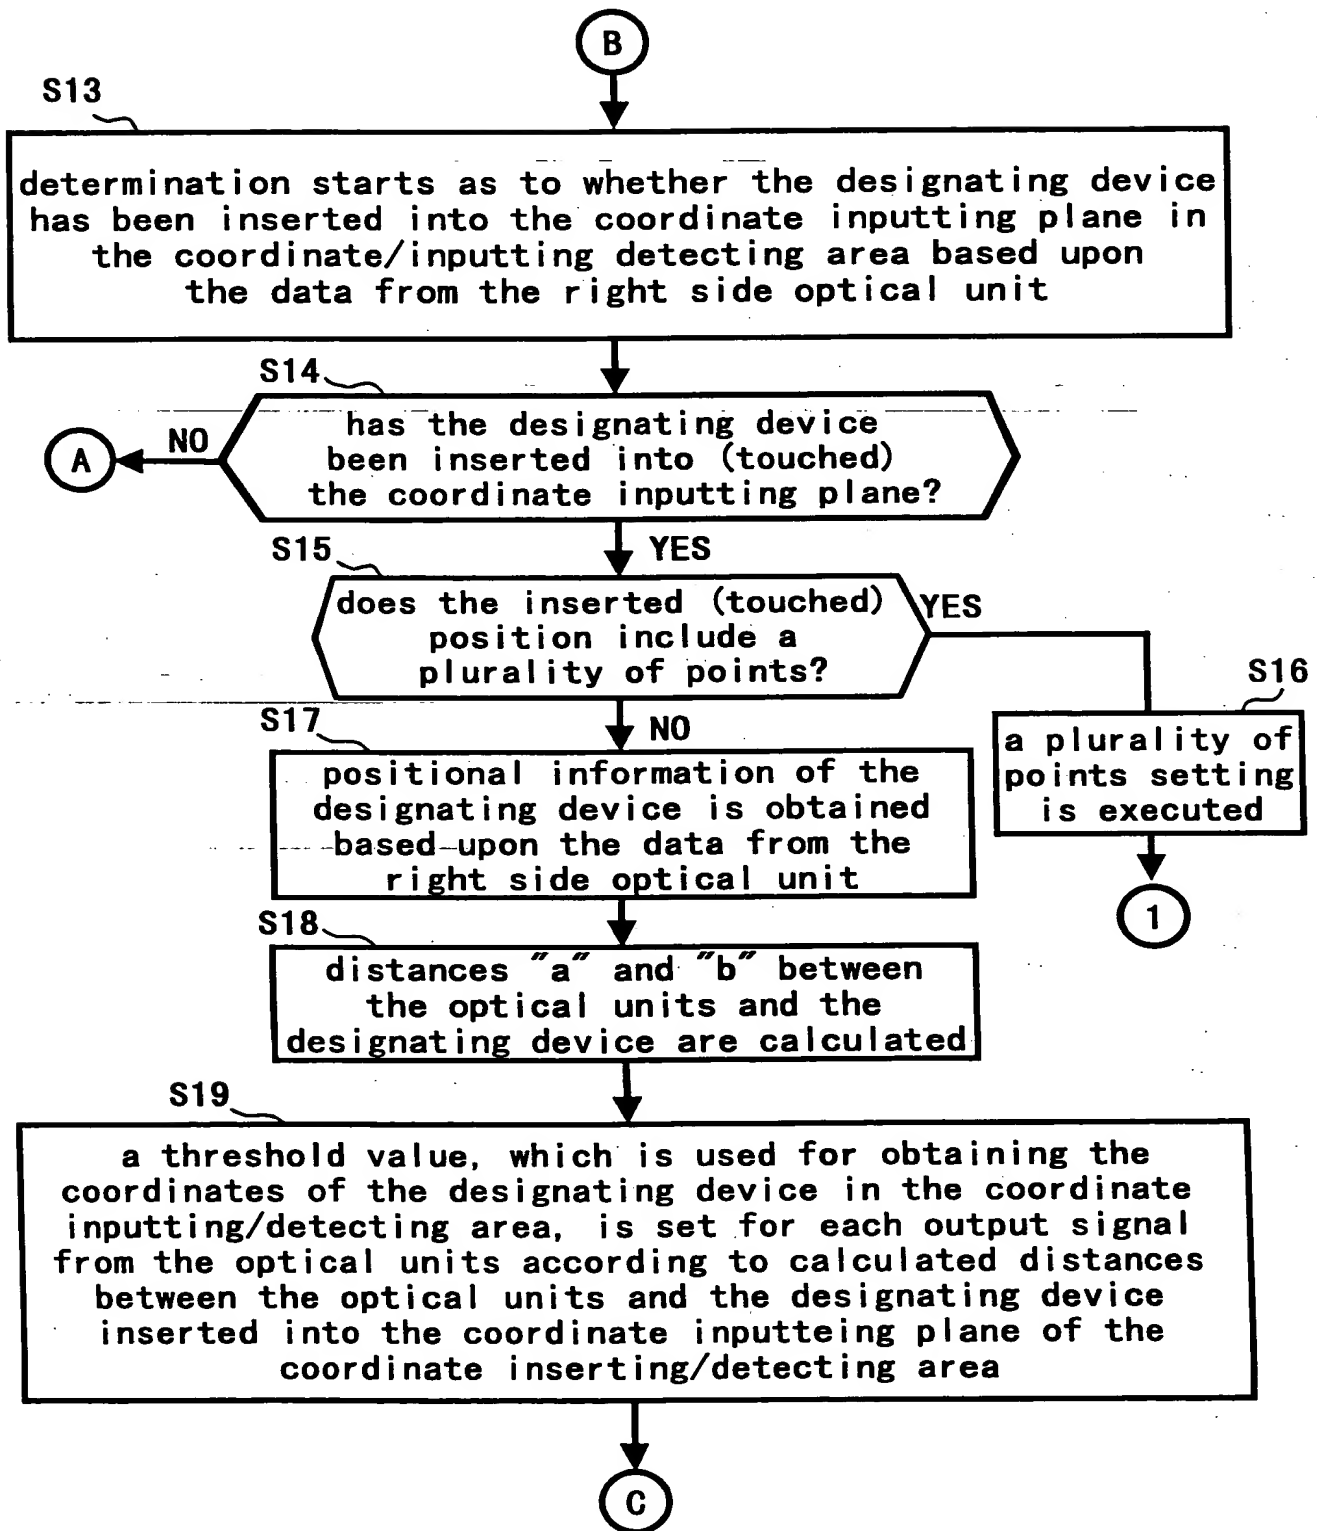 B
S13
determination starts as to whether the designating device
has been inserted into the coordinate inputting plane in
the coordinate/inputting detecting area based upon
the data from the right side optical unit
S14
has the designating device
been inserted into (touched)
the coordinate inputting plane?
NO
A
YES
S15
does the inserted (touched)
position include a
plurality of points?
YES
S16
a plurality of
points setting
is executed
1
NO
S17
positional information of the
designating device is obtained
based upon the data from the
right side optical unit
S18
distances "a" and "b" between
the optical units and the
designating device are calculated
S19
a threshold value, which is used for obtaining the
coordinates of the designating device in the coordinate
inputting/detecting area, is set for each output signal
from the optical units according to calculated distances
between the optical units and the designating device
inserted into the coordinate inputteing plane of the
coordinate inserting/detecting area
C